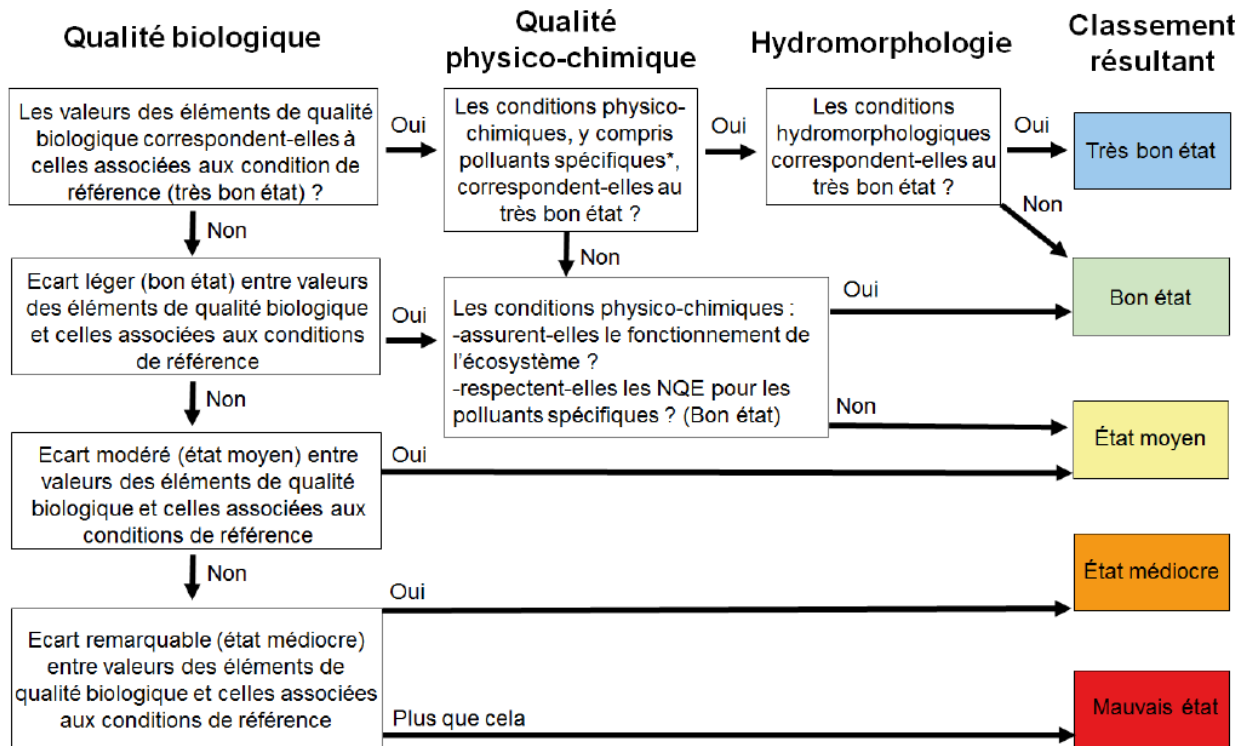 Qualité biologique
Qualité
physico-chimique
Hydromorphologie
Classement
résultant
Les valeurs des éléments de qualité
biologique correspondent-elles à
celles associées aux condition de
référence (très bon état) ?
Oui
Les conditions physico-
chimiques, y compris
polluants spécifiques*,
correspondent-elles au
très bon état ?
Oui
Les conditions
hydromorphologiques
correspondent-elles au
très bon état ?
Oui
Très bon état
Non
Non
Non
Ecart léger (bon état) entre valeurs
des éléments de qualité biologique
et celles associées aux conditions
de référence
Oui
Les conditions physico-chimiques :
-assurent-elles le fonctionnement de
l'écosystème ?
-respectent-elles les NQE pour les
polluants spécifiques ? (Bon état)
Oui
Bon état
Non
Non
État moyen
Ecart modéré (état moyen) entre
valeurs des éléments de qualité
biologique et celles associées aux
conditions de référence
Oui
Non
Oui
État médiocre
Ecart remarquable (état médiocre)
entre valeurs des éléments de
qualité biologique et celles associées
aux conditions de référence
Plus que cela
Mauvais état